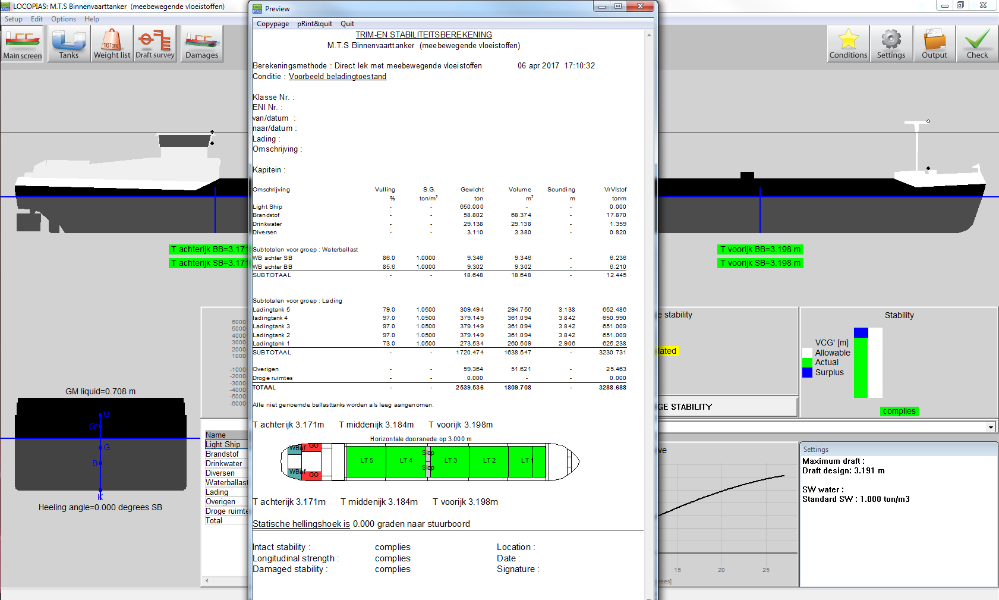 LOCOPIAS: M.T.S Binnenvaarttanker (meebewegende vloeistoffen)
Setup Edit Options Help
Main screen Tanks Weight list Draft survey Damages
16Tons
Conditions Settings Output Check
Preview
Copypage pRint&quit Quit
TRIM-EN STABILITEITSBEREKENING
M.T.S Binnenvaarttanker (meebewegende vloeistoffen)
Berekeningsmethode : Direct lek met meebewegende vloeistoffen 06 apr 2017 17:10:32
Conditie : Voorbeeld beladingtoestand
Klasse Nr. :
ENI Nr. :
van/datum :
naar/datum :
Lading :
Omschrijving :
Kapitein :
Omschrijving Vulling S.G. Gewicht Volume Sounding VrVlstof
% ton/m³ ton m³ m tonm
Light Ship - - 650.000 - - 0.000
Brandstof - - 58.802 68.374 - 17.870
Drinkwater - - 29.138 29.138 - 1.359
Diversen - - 3.110 3.380 - 0.820
Subtotalen voor groep : Waterballast
WB achter SB 86.0 1.0000 9.346 9.346 - 6.236
WB achter BB 85.6 1.0000 9.302 9.302 - 6.210
SUBTOTAAL - - 18.648 18.648 - 12.445
Subtotalen voor groep : Lading
Ladingtank 5 79.0 1.0500 309.494 294.756 3.138 652.486
ladingtank 4 97.0 1.0500 379.149 361.094 3.842 650.990
Ladingtank 3 97.0 1.0500 379.149 361.094 3.842 651.009
Ladingtank 2 97.0 1.0500 379.149 361.094 3.842 651.009
Ladingtank 1 73.0 1.0500 273.534 260.509 2.906 625.238
SUBTOTAAL - - 1720.474 1638.547 - 3230.731
Overigen - - 59.364 51.621 - 25.463
Droge ruimtes - - 0.000 - - 0.000
TOTAAL - - 2539.536 1809.708 - 3288.688
Alle niet genoemde ballasttanks worden als leeg aangenomen.
T achterijk 3.171m T middenijk 3.184m T voorijk 3.198m
Horizontale doorsnede op 3.000 m
WBaf GO Slop
LT 5 LT 4 LT 3 LT 2 LT 1
WBaf GO Slop
T achterijk 3.171m T middenijk 3.184m T voorijk 3.198m
Statische hellingshoek is 0.000 graden naar stuurboord
Intact stability : complies Location :
Longitudinal strength : complies Date :
Damaged stability : complies Signature :
T achterijk BB=3.171
T achterijk SB=3.171
T voorijk BB=3.198 m
T voorijk SB=3.198 m
6000
5000
4000
3000
2000
1000
-1000
-2000
-3000
-4000
-5000
-6000
GM liquid=0.708 m
M
G'
G
B
K
Heeling angle=0.000 degrees SB
Name
Light Ship
Brandstof
Drinkwater
Diversen
Waterballast
Lading
Overigen
Droge ruimte
Total
e stability
lated
GE STABILITY
Stability
VCG' [m]
Allowable
Actual
Surplus
complies
ve
15 20 25
rees]
Settings
Maximum draft :
Draft design: 3.191 m
SW water :
Standard SW : 1.000 ton/m3